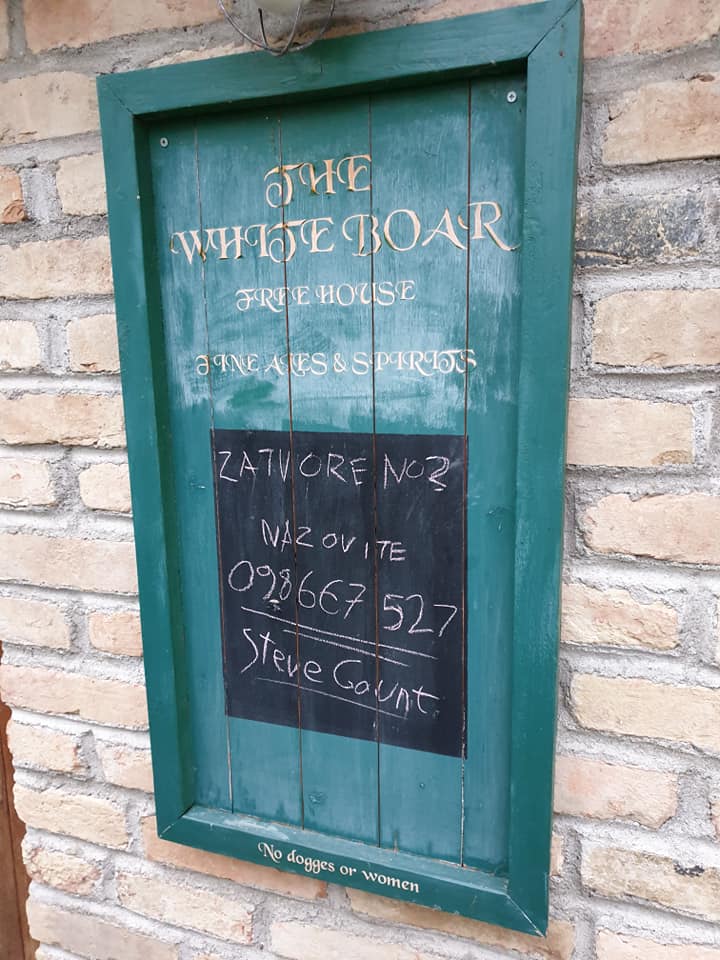 THE
WHITE BOAR
FREE HOUSE
FINE ALES & SPIRITS
ZATVORENO?
NAZOVITE
098 667 527
Steve Gaunt
No dogges or women